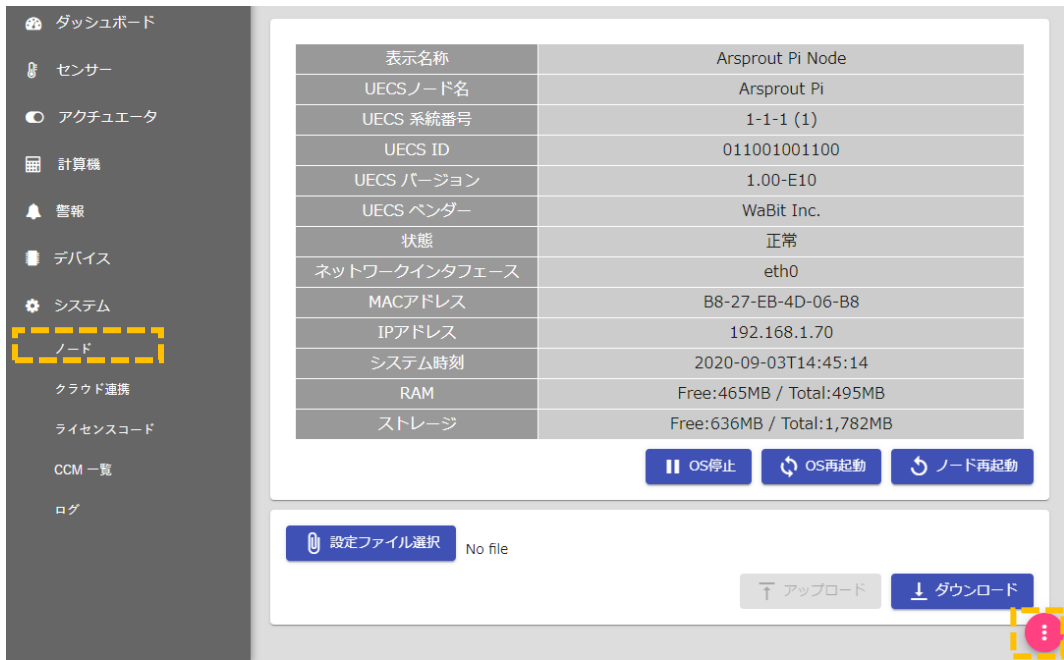 ダッシュボード
センサー
アクチュエータ
計算機
警報
デバイス
システム
ノード
クラウド連携
ライセンスコード
CCM 一覧
ログ
表示名称 Arsprout Pi Node
UECSノード名 Arsprout Pi
UECS 系統番号 1-1-1 (1)
UECS ID 011001001100
UECS バージョン 1.00-E10
UECS ベンダー WaBit Inc.
状態 正常
ネットワークインタフェース eth0
MACアドレス B8-27-EB-4D-06-B8
IPアドレス 192.168.1.70
システム時刻 2020-09-03T14:45:14
RAM Free:465MB / Total:495MB
ストレージ Free:636MB / Total:1,782MB
OS停止 OS再起動 ノード再起動
設定ファイル選択 No file
アップロード ダウンロード